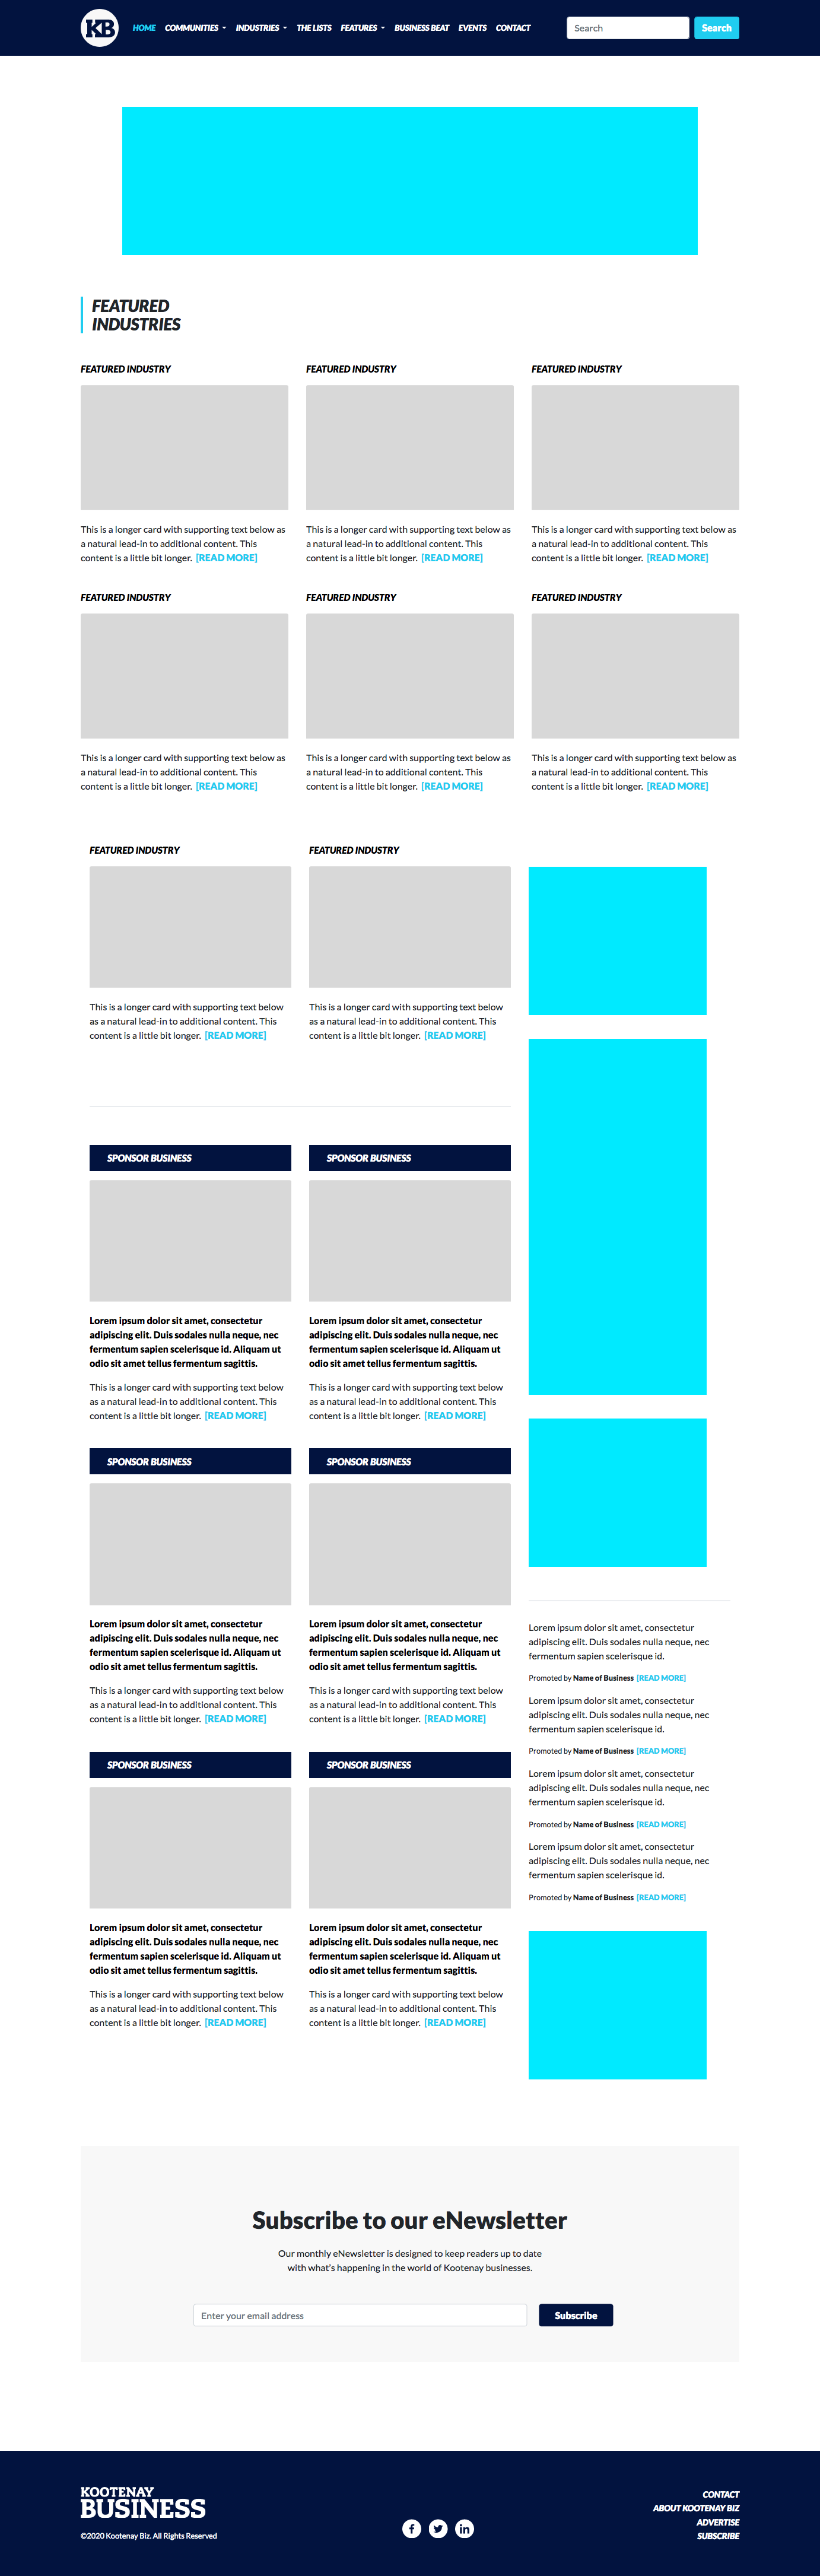 KB
HOME COMMUNITIES INDUSTRIES THE LISTS FEATURES BUSINESS BEAT EVENTS CONTACT Search Search
FEATURED
INDUSTRIES
FEATURED INDUSTRY
This is a longer card with supporting text below as
a natural lead-in to additional content. This
content is a little bit longer. [READ MORE]
FEATURED INDUSTRY
This is a longer card with supporting text below as
a natural lead-in to additional content. This
content is a little bit longer. [READ MORE]
FEATURED INDUSTRY
This is a longer card with supporting text below as
a natural lead-in to additional content. This
content is a little bit longer. [READ MORE]
FEATURED INDUSTRY
This is a longer card with supporting text below as
a natural lead-in to additional content. This
content is a little bit longer. [READ MORE]
FEATURED INDUSTRY
This is a longer card with supporting text below as
a natural lead-in to additional content. This
content is a little bit longer. [READ MORE]
FEATURED INDUSTRY
This is a longer card with supporting text below as
a natural lead-in to additional content. This
content is a little bit longer. [READ MORE]
FEATURED INDUSTRY
This is a longer card with supporting text below
as a natural lead-in to additional content. This
content is a little bit longer. [READ MORE]
FEATURED INDUSTRY
This is a longer card with supporting text below
as a natural lead-in to additional content. This
content is a little bit longer. [READ MORE]
SPONSOR BUSINESS
Lorem ipsum dolor sit amet, consectetur
adipiscing elit. Duis sodales nulla neque, nec
fermentum sapien scelerisque id. Aliquam ut
odio sit amet tellus fermentum sagittis.
This is a longer card with supporting text below
as a natural lead-in to additional content. This
content is a little bit longer. [READ MORE]
SPONSOR BUSINESS
Lorem ipsum dolor sit amet, consectetur
adipiscing elit. Duis sodales nulla neque, nec
fermentum sapien scelerisque id. Aliquam ut
odio sit amet tellus fermentum sagittis.
This is a longer card with supporting text below
as a natural lead-in to additional content. This
content is a little bit longer. [READ MORE]
SPONSOR BUSINESS
Lorem ipsum dolor sit amet, consectetur
adipiscing elit. Duis sodales nulla neque, nec
fermentum sapien scelerisque id. Aliquam ut
odio sit amet tellus fermentum sagittis.
This is a longer card with supporting text below
as a natural lead-in to additional content. This
content is a little bit longer. [READ MORE]
SPONSOR BUSINESS
Lorem ipsum dolor sit amet, consectetur
adipiscing elit. Duis sodales nulla neque, nec
fermentum sapien scelerisque id. Aliquam ut
odio sit amet tellus fermentum sagittis.
This is a longer card with supporting text below
as a natural lead-in to additional content. This
content is a little bit longer. [READ MORE]
SPONSOR BUSINESS
Lorem ipsum dolor sit amet, consectetur
adipiscing elit. Duis sodales nulla neque, nec
fermentum sapien scelerisque id. Aliquam ut
odio sit amet tellus fermentum sagittis.
This is a longer card with supporting text below
as a natural lead-in to additional content. This
content is a little bit longer. [READ MORE]
SPONSOR BUSINESS
Lorem ipsum dolor sit amet, consectetur
adipiscing elit. Duis sodales nulla neque, nec
fermentum sapien scelerisque id. Aliquam ut
odio sit amet tellus fermentum sagittis.
This is a longer card with supporting text below
as a natural lead-in to additional content. This
content is a little bit longer. [READ MORE]
Lorem ipsum dolor sit amet, consectetur
adipiscing elit. Duis sodales nulla neque, nec
fermentum sapien scelerisque id.
Promoted by Name of Business [READ MORE]
Lorem ipsum dolor sit amet, consectetur
adipiscing elit. Duis sodales nulla neque, nec
fermentum sapien scelerisque id.
Promoted by Name of Business [READ MORE]
Lorem ipsum dolor sit amet, consectetur
adipiscing elit. Duis sodales nulla neque, nec
fermentum sapien scelerisque id.
Promoted by Name of Business [READ MORE]
Lorem ipsum dolor sit amet, consectetur
adipiscing elit. Duis sodales nulla neque, nec
fermentum sapien scelerisque id.
Promoted by Name of Business [READ MORE]
Subscribe to our eNewsletter
Our monthly eNewsletter is designed to keep readers up to date
with what's happening in the world of Kootenay businesses.
Enter your email address Subscribe
KOOTENAY
BUSINESS
©2020 Kootenay Biz. All Rights Reserved
CONTACT
ABOUT KOOTENAY BIZ
ADVERTISE
SUBSCRIBE